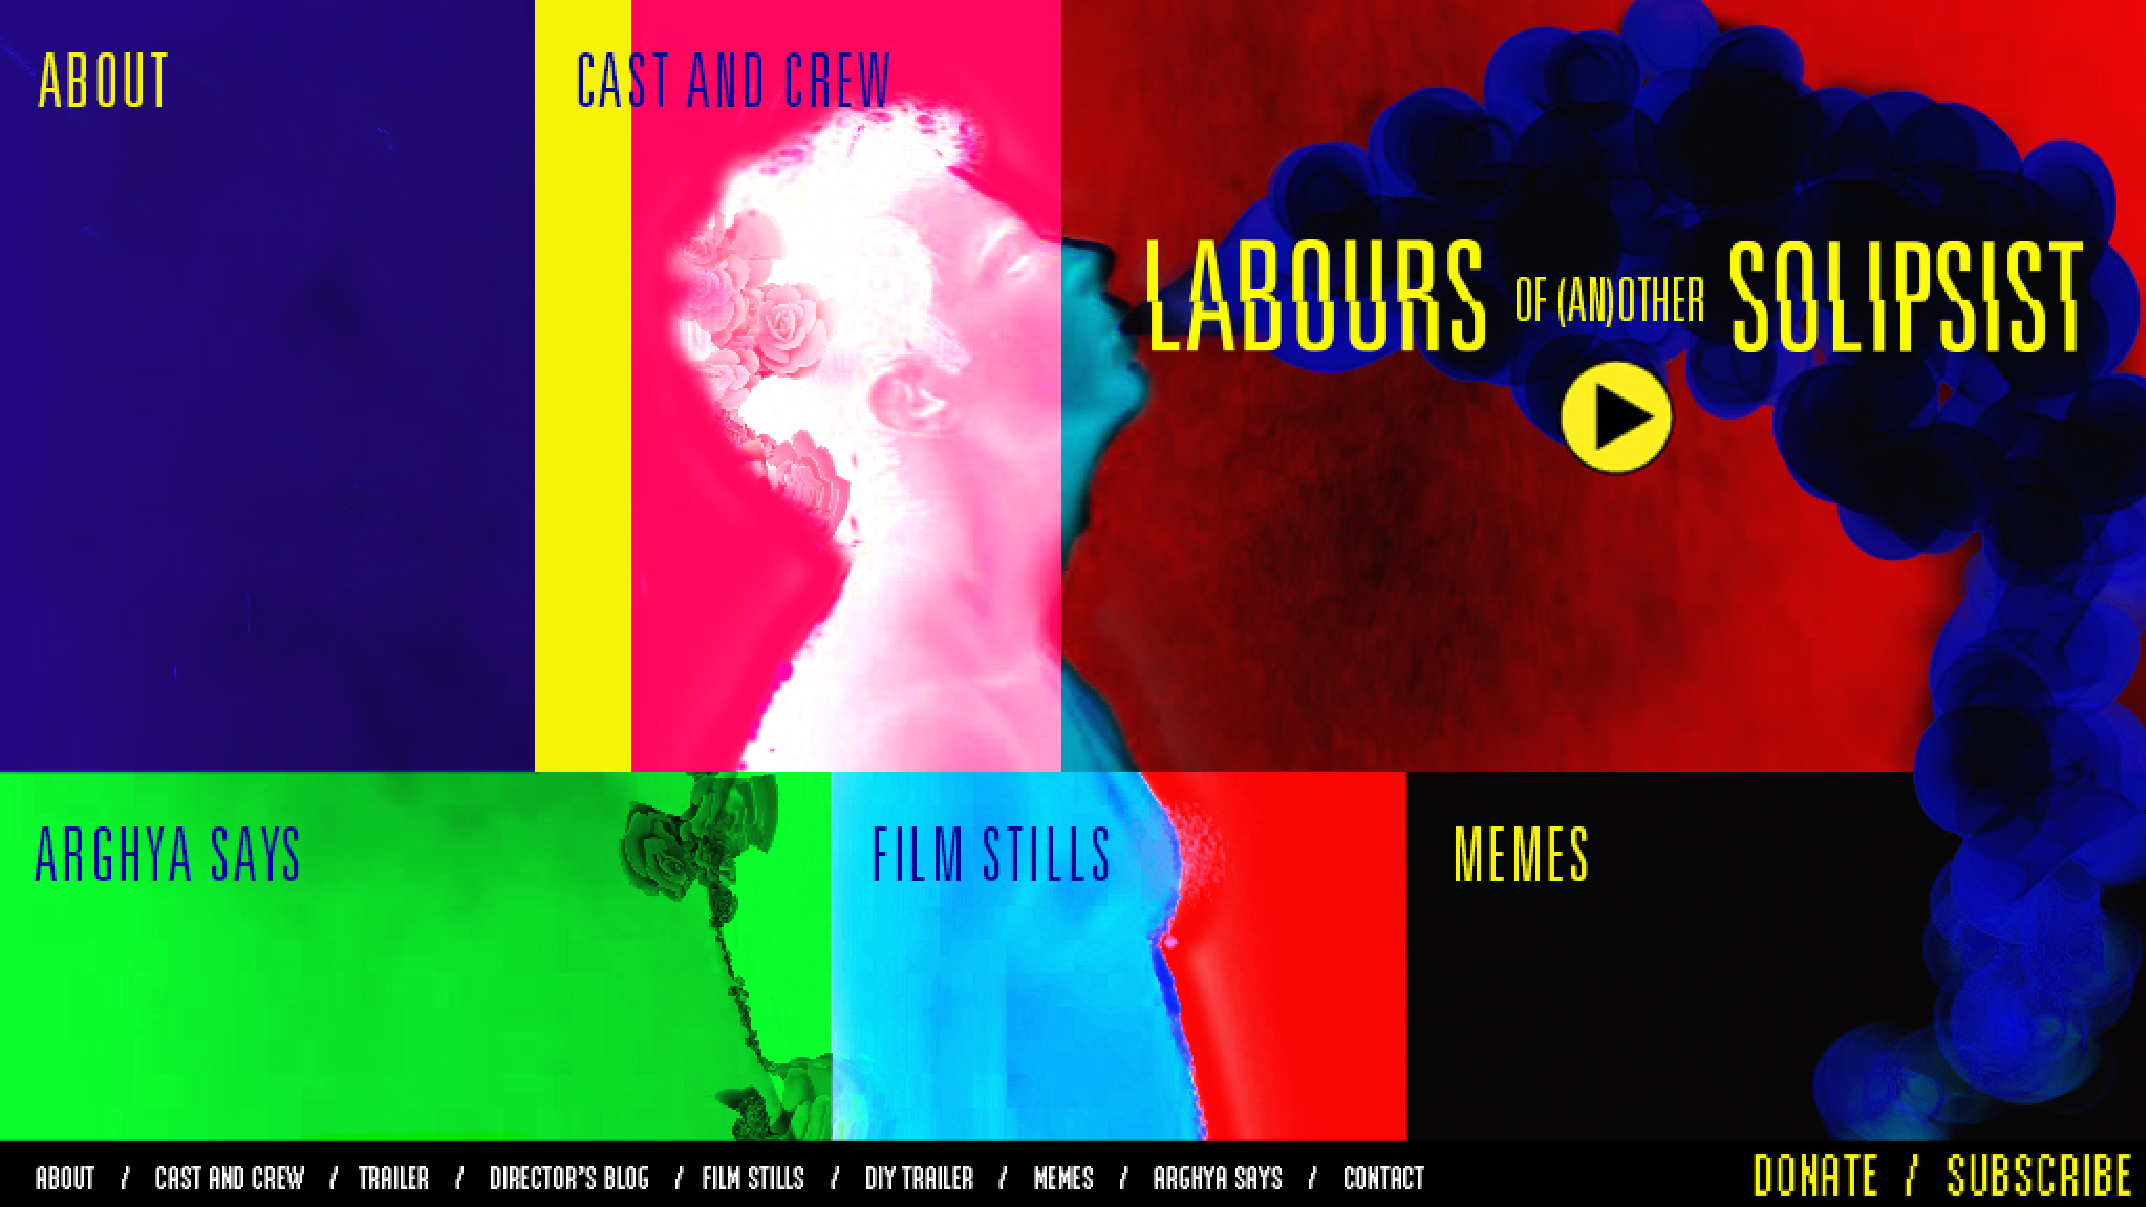 ABOUT
CAST AND CREW
LABOURS OF (AN)OTHER SOLIPSIST
ARGHYA SAYS
FILM STILLS
MEMES
ABOUT / CAST AND CREW / TRAILER / DIRECTOR'S BLOG / FILM STILLS / DIY TRAILER / MEMES / ARGHYA SAYS / CONTACT
DONATE / SUBSCRIBE